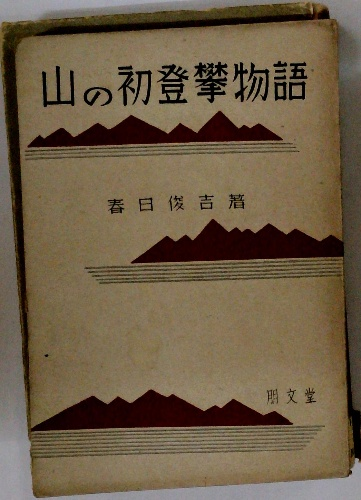 山の初登攀物語
春日俊吉著
朋文堂